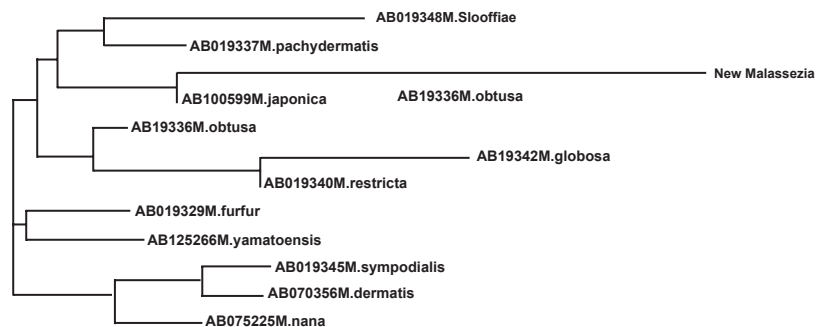 AB019348M.Slooffiae
AB019337M.pachydermatis
New Malassezia
AB100599M.japonica
AB19336M.obtusa
AB19336M.obtusa
AB19342M.globosa
AB019340M.restricta
AB019329M.furfur
AB125266M.yamatoensis
AB019345M.sympodialis
AB070356M.dermatis
AB075225M.nana